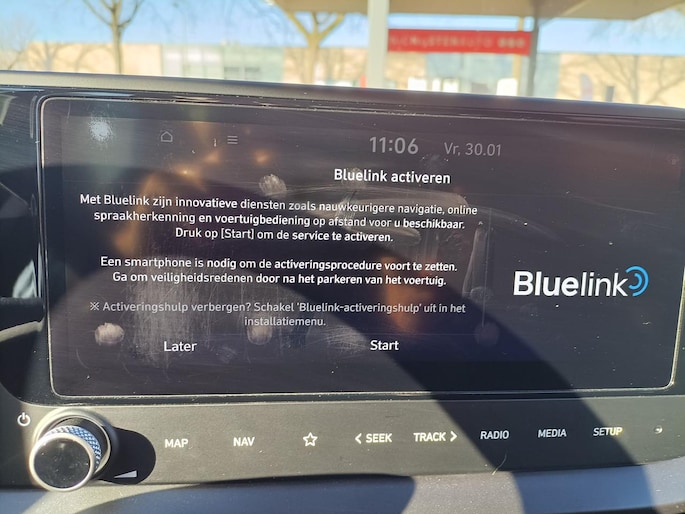 11:06 Vr, 30.01
Bluelink activeren
Met Bluelink zijn innovatieve diensten zoals nauwkeurigere navigatie, online
spraakherkenning en voertuigbediening op afstand voor u beschikbaar.
Druk op [Start] om de service te activeren.
Een smartphone is nodig om de activeringsprocedure voort te zetten.
Ga om veiligheidsredenen door na het parkeren van het voertuig.
Bluelink
※ Activeringshulp verbergen? Schakel 'Bluelink-activeringshulp' uit in het
installatiemenu.
Later Start
MAP NAV < SEEK TRACK > RADIO MEDIA SETUP